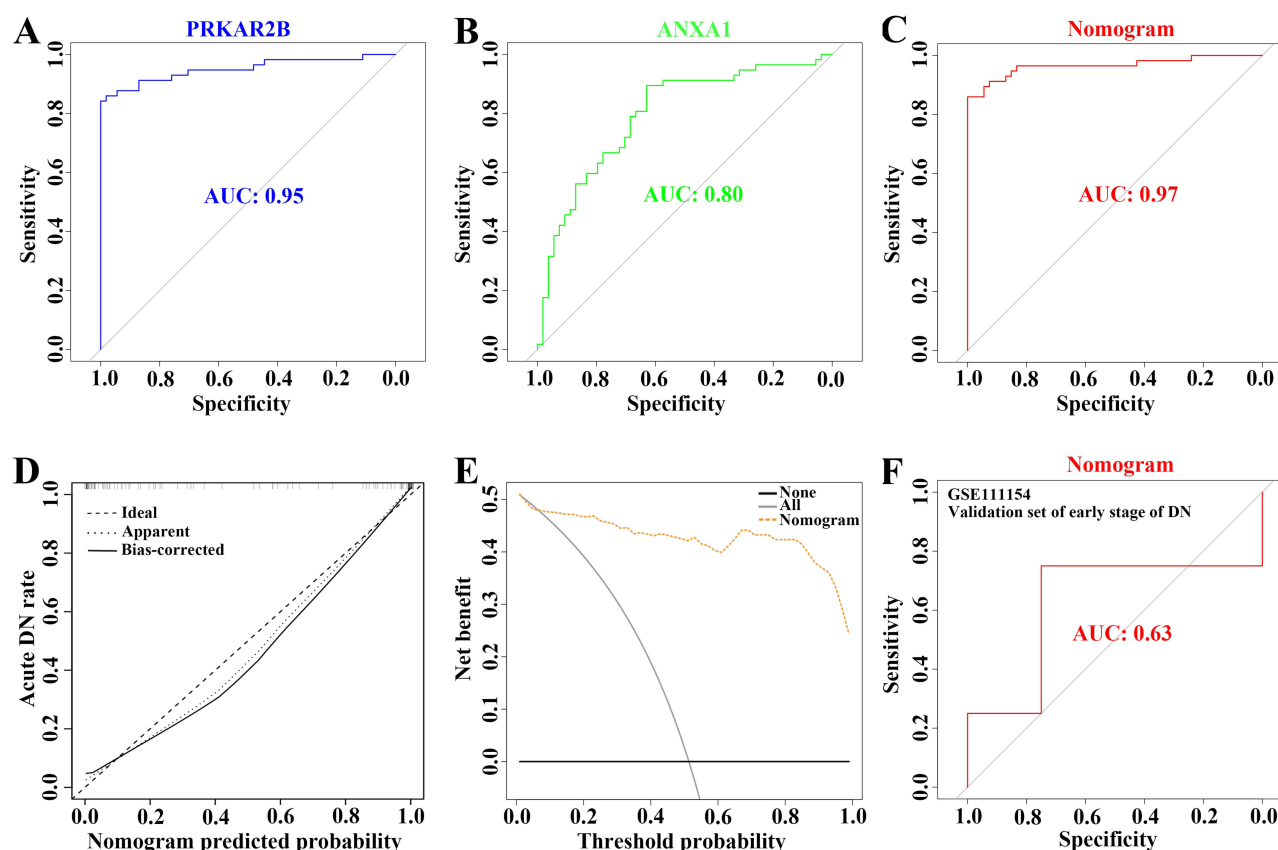 A
PRKAR2B
1.0
0.8
0.6
0.4
0.2
0.0
Sensitivity
AUC: 0.95
1.0 0.8 0.6 0.4 0.2 0.0
Specificity
B
ANXA1
1.0
0.8
0.6
0.4
0.2
0.0
Sensitivity
AUC: 0.80
1.0 0.8 0.6 0.4 0.2 0.0
Specificity
C
Nomogram
1.0
0.8
0.6
0.4
0.2
0.0
Sensitivity
AUC: 0.97
1.0 0.8 0.6 0.4 0.2 0.0
Specificity
D
1.0
0.8
0.6
0.4
0.2
0.0
Acute DN rate
Ideal
Apparent
Bias-corrected
0.0 0.2 0.4 0.6 0.8 1.0
Nomogram predicted probability
E
0.5
0.4
0.3
0.2
0.1
0.0
Net benefit
None
All
Nomogram
0.0 0.2 0.4 0.6 0.8 1.0
Threshold probability
F
Nomogram
GSE111154
Validation set of early stage of DN
1.0
0.8
0.6
0.4
0.2
0.0
Sensitivity
AUC: 0.63
1.0 0.8 0.6 0.4 0.2 0.0
Specificity